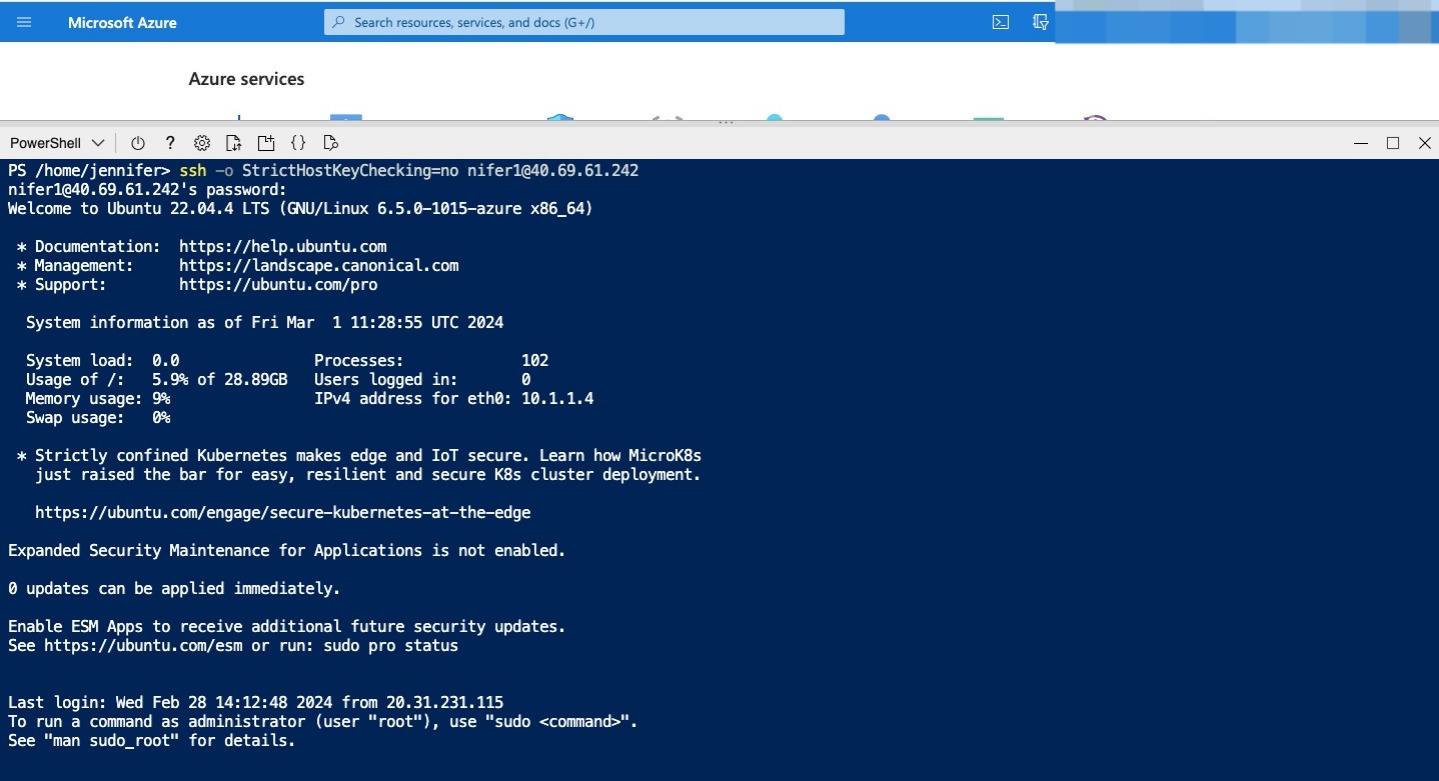 Microsoft Azure
Search resources, services, and docs (G+/)
Azure services
PowerShell
PS /home/jennifer> ssh -o StrictHostKeyChecking=no nifer1@40.69.61.242
nifer1@40.69.61.242's password:
Welcome to Ubuntu 22.04.4 LTS (GNU/Linux 6.5.0-1015-azure x86_64)
* Documentation:  https://help.ubuntu.com
* Management:     https://landscape.canonical.com
* Support:        https://ubuntu.com/pro
System information as of Fri Mar  1 11:28:55 UTC 2024
System load:  0.0               Processes:             102
Usage of /:   5.9% of 28.89GB   Users logged in:       0
Memory usage: 9%                IPv4 address for eth0: 10.1.1.4
Swap usage:   0%
* Strictly confined Kubernetes makes edge and IoT secure. Learn how MicroK8s
just raised the bar for easy, resilient and secure K8s cluster deployment.
https://ubuntu.com/engage/secure-kubernetes-at-the-edge
Expanded Security Maintenance for Applications is not enabled.
0 updates can be applied immediately.
Enable ESM Apps to receive additional future security updates.
See https://ubuntu.com/esm or run: sudo pro status
Last login: Wed Feb 28 14:12:48 2024 from 20.31.231.115
To run a command as administrator (user "root"), use "sudo <command>".
See "man sudo_root" for details.